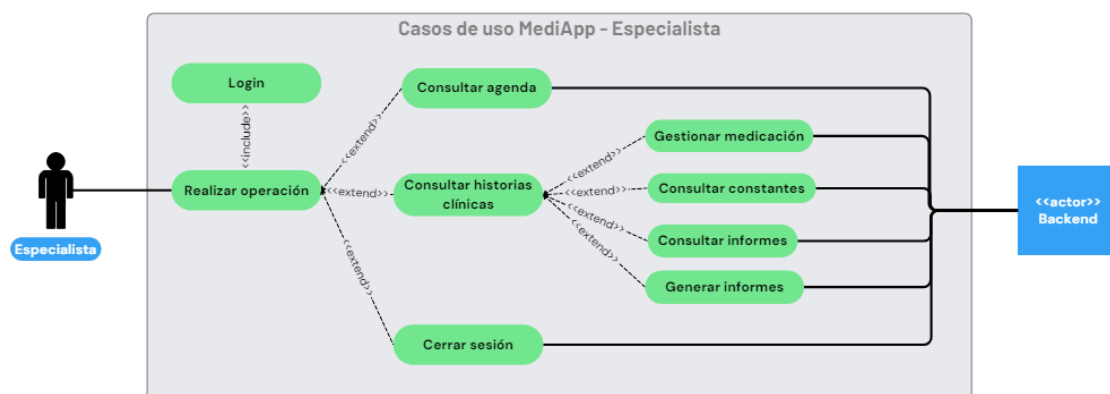 Casos de uso MediApp - Especialista
Login
<<include>>
Realizar operación
Especialista
<<extend>>
Consultar agenda
<<extend>>
Consultar historias
clínicas
<<extend>>
Cerrar sesión
<<extend>>
Gestionar medicación
<<extend>>
Consultar constantes
<<extend>>
Consultar informes
<<extend>>
Generar informes
<<actor>>
Backend